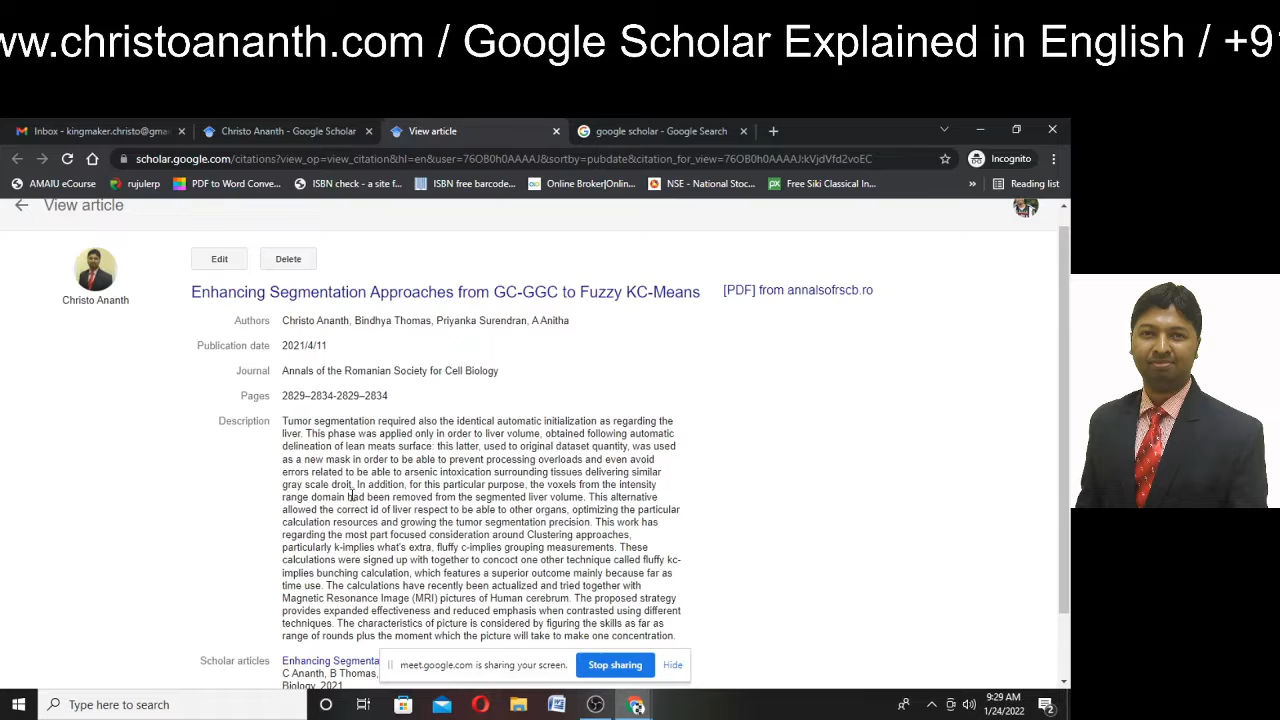 www.christoananth.com / Google Scholar Explained in English / +91
Inbox - kingmaker.christo@gma
Christo Ananth - Google Scholar
View article
google scholar - Google Search
scholar.google.com/citations?view_op=view_citation&hl=en&user=76OB0h0AAAAJ&sortby=pubdate&citation_for_view=76OB0h0AAAAJ:kVjdVfd2voEC
Incognito
AMAIU eCourse
rujulerp
PDF to Word Conve...
ISBN check - a site f...
ISBN free barcode...
Online Broker|Onlin...
NSE - National Stoc...
Free Siki Classical In...
»
Reading list
View article
Christo Ananth
Edit
Delete
Enhancing Segmentation Approaches from GC-GGC to Fuzzy KC-Means
[PDF] from annalsofrscb.ro
Authors Christo Ananth, Bindhya Thomas, Priyanka Surendran, A Anitha
Publication date 2021/4/11
Journal Annals of the Romanian Society for Cell Biology
Pages 2829–2834-2829–2834
Description Tumor segmentation required also the identical automatic initialization as regarding the
liver. This phase was applied only in order to liver volume, obtained following automatic
delineation of lean meats surface: this latter, used to original dataset quantity, was used
as a new mask in order to be able to prevent processing overloads and even avoid
errors related to be able to arsenic intoxication surrounding tissues delivering similar
gray scale droit. In addition, for this particular purpose, the voxels from the intensity
range domain had been removed from the segmented liver volume. This alternative
allowed the correct id of liver respect to be able to other organs, optimizing the particular
calculation resources and growing the tumor segmentation precision. This work has
regarding the most part focused consideration around Clustering approaches,
particularly k-implies what's extra, fluffy c-implies grouping measurements. These
calculations were signed up with together to concoct one other technique called fluffy kc-
implies bunching calculation, which features a superior outcome mainly because far as
time use. The calculations have recently been actualized and tried together with
Magnetic Resonance Image (MRI) pictures of Human cerebrum. The proposed strategy
provides expanded effectiveness and reduced emphasis when contrasted using different
techniques. The characteristics of picture is considered by figuring the skills as far as
range of rounds plus the moment which the picture will take to make one concentration.
Scholar articles Enhancing Segmenta
C Ananth, B Thomas,
Biology, 2021
meet.google.com is sharing your screen.
Stop sharing
Hide
Type here to search
9:29 AM
1/24/2022
2